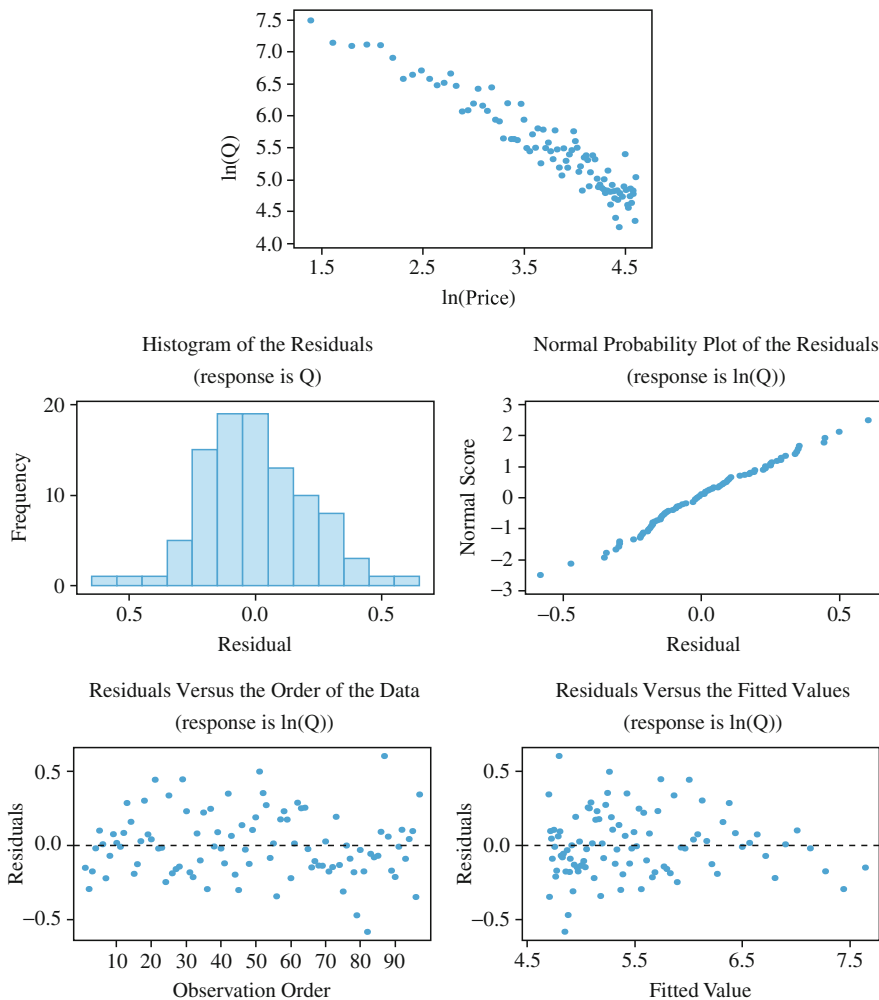 7.5
7.0
6.5
6.0
5.5
5.0
4.5
4.0
ln(Q)
1.5 2.5 3.5 4.5
ln(Price)
Histogram of the Residuals
(response is Q)
20
10
0
Frequency
0.5 0.0 0.5
Residual
Normal Probability Plot of the Residuals
(response is ln(Q))
3
2
1
0
−1
−2
−3
Normal Score
−0.5 0.0 0.5
Residual
Residuals Versus the Order of the Data
(response is ln(Q))
0.5
0.0
−0.5
Residuals
10 20 30 40 50 60 70 80 90
Observation Order
Residuals Versus the Fitted Values
(response is ln(Q))
0.5
0.0
−0.5
Residuals
4.5 5.5 6.5 7.5
Fitted Value